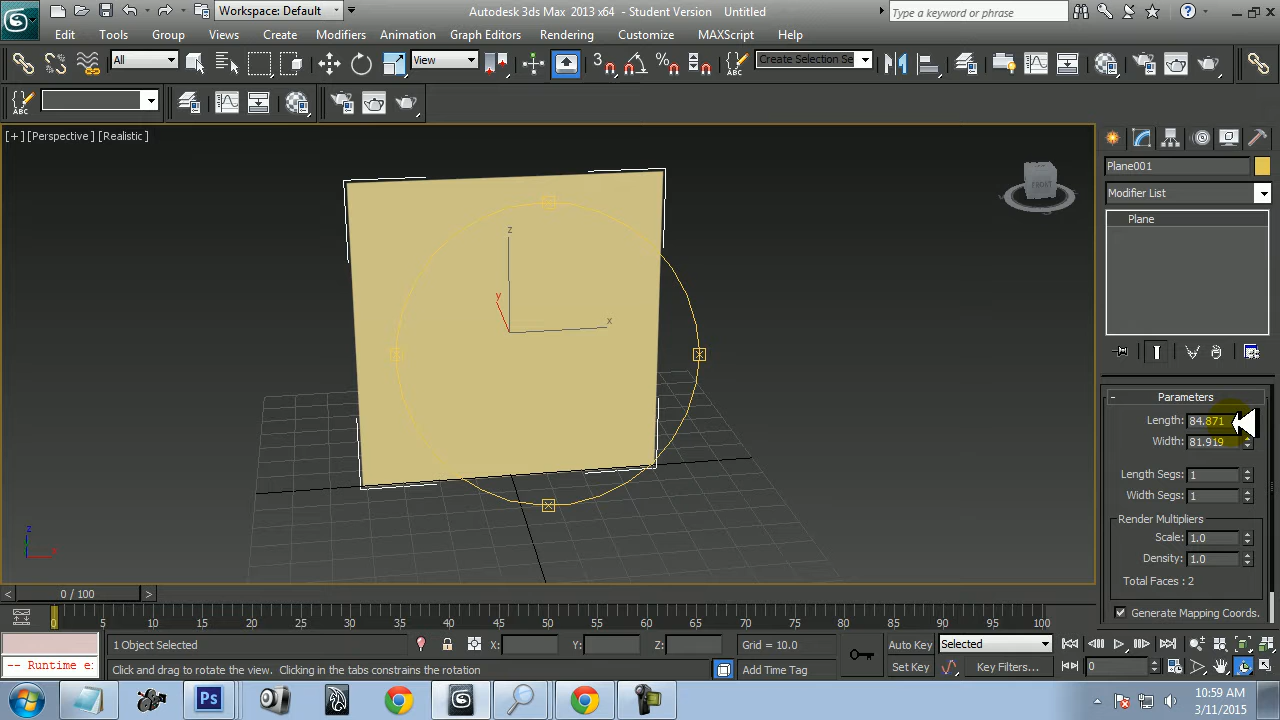 Workspace: Default
Autodesk 3ds Max 2013 x64 - Student Version Untitled
Type a keyword or phrase
Edit Tools Group Views Create Modifiers Animation Graph Editors Rendering Customize MAXScript Help
All
View
3
Create Selection Se
ABC
ABC
[+] [Perspective] [Realistic]
Plane001
Modifier List
Plane
FRONT
z
y
x
- Parameters
Length: 84.871
Width: 81.919
Length Segs: 1
Width Segs: 1
Render Multipliers
Scale: 1.0
Density: 1.0
Total Faces : 2
Generate Mapping Coords.
z
x
< 0 / 100 >
0 5 10 15 20 25 30 35 40 45 50 55 60 65 70 75 80 85 90 95 100
1 Object Selected
X: Y: Z:
Grid = 10.0
Auto Key
Selected
-- Runtime e:
Click and drag to rotate the view. Clicking in the tabs constrains the rotation
Add Time Tag
Set Key
Key Filters...
0
Ps
10:59 AM
3/11/2015